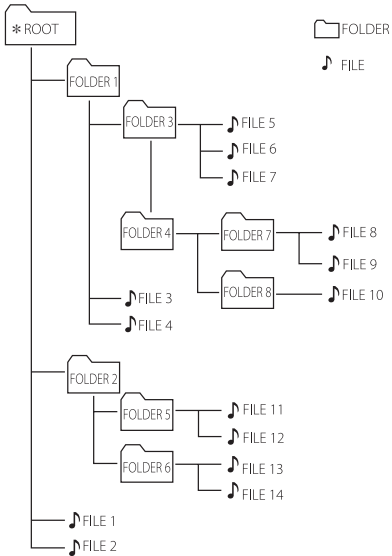 * ROOT
FOLDER
FILE
FOLDER 1
FOLDER 3
FILE 5
FILE 6
FILE 7
FOLDER 4
FOLDER 7
FILE 8
FILE 9
FOLDER 8
FILE 10
FILE 3
FILE 4
FOLDER 2
FOLDER 5
FILE 11
FILE 12
FOLDER 6
FILE 13
FILE 14
FILE 1
FILE 2